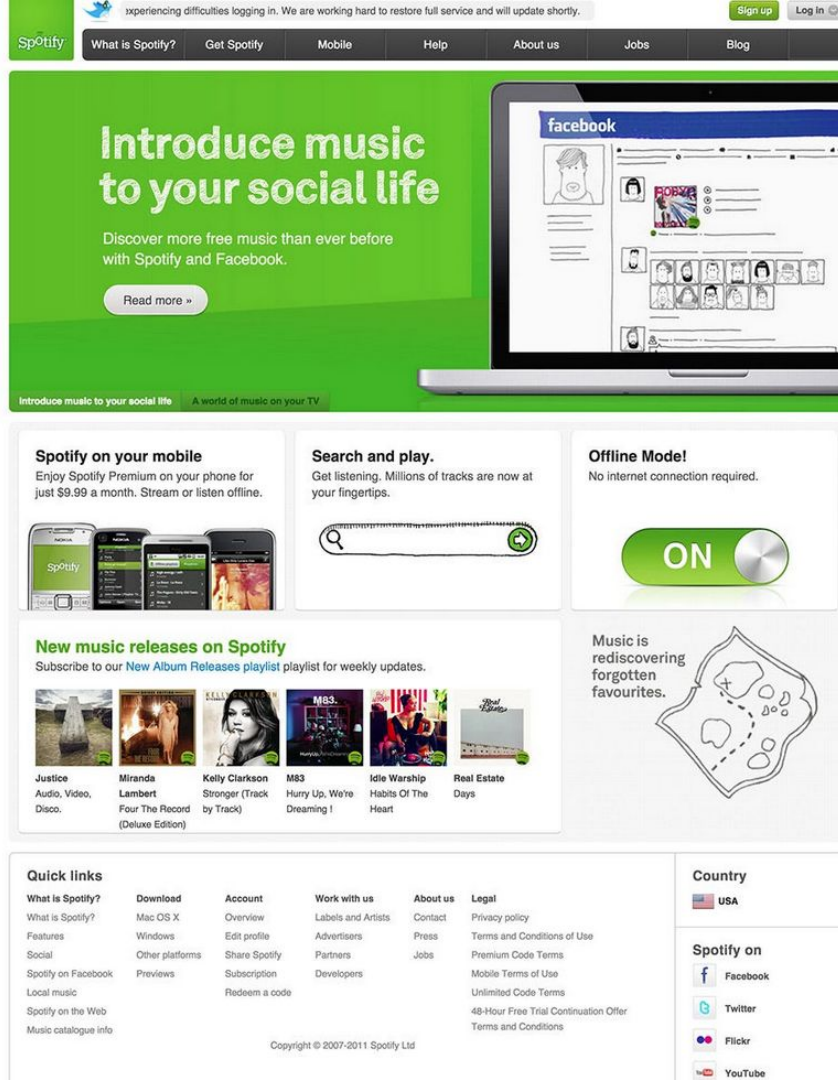 experiencing difficulties logging in. We are working hard to restore full service and will update shortly.
Sign up
Log in
Spotify
What is Spotify?
Get Spotify
Mobile
Help
About us
Jobs
Blog
Introduce music
to your social life
Discover more free music than ever before
with Spotify and Facebook.
Read more »
facebook
Introduce music to your social life
A world of music on your TV
Spotify on your mobile
Enjoy Spotify Premium on your phone for
just $9.99 a month. Stream or listen offline.
NOKIA
Spotify
NOKIA
Search and play.
Get listening. Millions of tracks are now at
your fingertips.
Offline Mode!
No internet connection required.
ON
New music releases on Spotify
Subscribe to our New Album Releases playlist playlist for weekly updates.
KELLY CLARKSON
M83.
Real
Estate
Justice
Audio, Video,
Disco.
Miranda
Lambert
Four The Record
(Deluxe Edition)
Kelly Clarkson
Stronger (Track
by Track)
M83
Hurry Up, We're
Dreaming !
Idle Warship
Habits Of The
Heart
Real Estate
Days
Music is
rediscovering
forgotten
favourites.
Quick links
What is Spotify?
What is Spotify?
Features
Social
Spotify on Facebook
Local music
Spotify on the Web
Music catalogue info
Download
Mac OS X
Windows
Other platforms
Previews
Account
Overview
Edit profile
Share Spotify
Subscription
Redeem a code
Work with us
Labels and Artists
Advertisers
Partners
Developers
About us
Contact
Press
Jobs
Legal
Privacy policy
Terms and Conditions of Use
Premium Code Terms
Mobile Terms of Use
Unlimited Code Terms
48-Hour Free Trial Continuation Offer
Terms and Conditions
Copyright © 2007-2011 Spotify Ltd
Country
USA
Spotify on
Facebook
Twitter
Flickr
YouTube